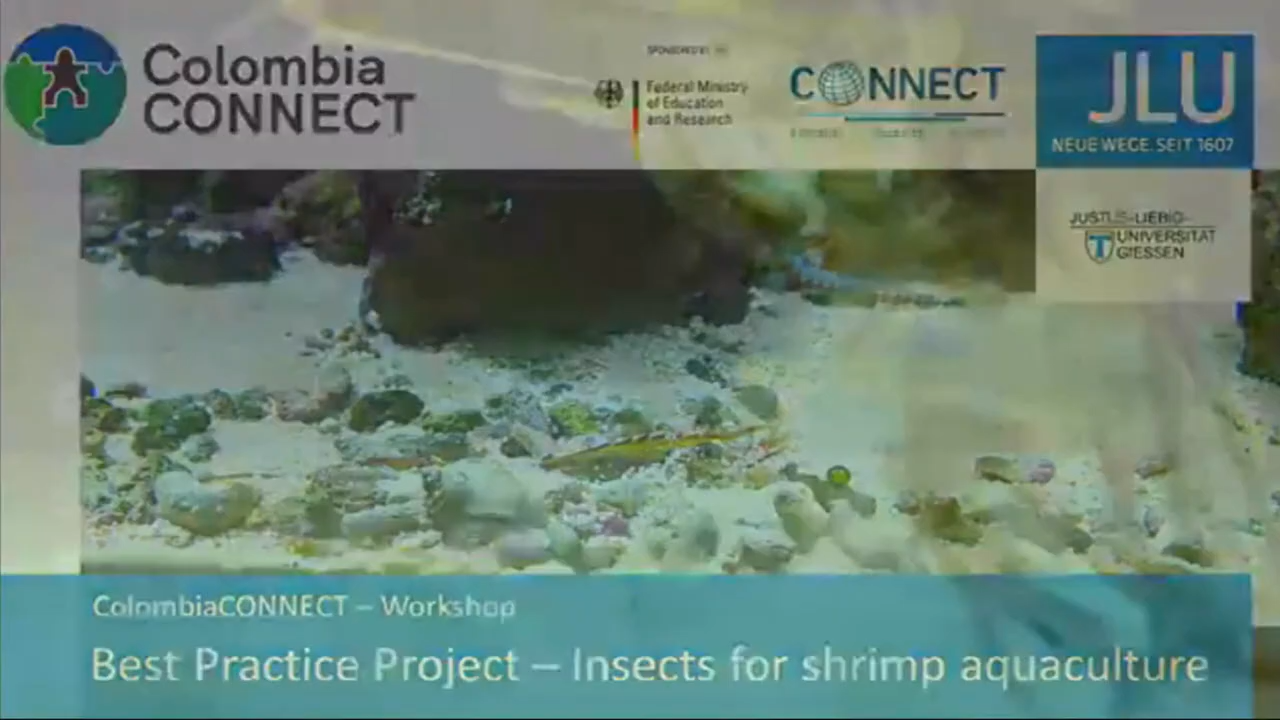 Colombia
CONNECT
SPONSORED BY THE
Federal Ministry
of Education
and Research
CONNECT
JLU
NEUE WEGE. SEIT 1607
JUSTUS-LIEBIG-
UNIVERSITÄT
GIESSEN
ColombiaCONNECT – Workshop
Best Practice Project – Insects for shrimp aquaculture